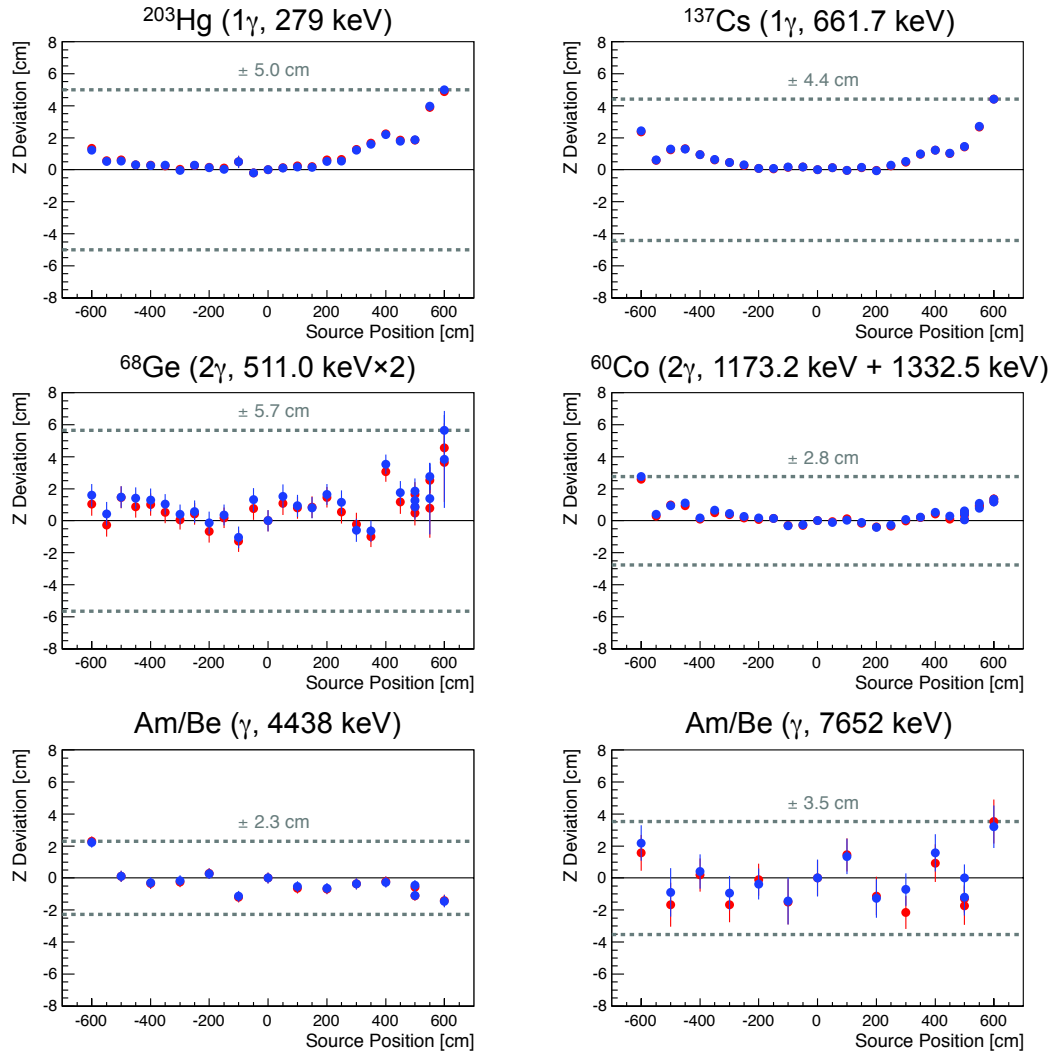 ²⁰³Hg (1γ, 279 keV)
Z Deviation [cm]
8
6
4
2
0
-2
-4
-6
-8
± 5.0 cm
-600 -400 -200 0 200 400 600
Source Position [cm]
¹³⁷Cs (1γ, 661.7 keV)
Z Deviation [cm]
8
6
4
2
0
-2
-4
-6
-8
± 4.4 cm
-600 -400 -200 0 200 400 600
Source Position [cm]
⁶⁸Ge (2γ, 511.0 keV×2)
Z Deviation [cm]
8
6
4
2
0
-2
-4
-6
-8
± 5.7 cm
-600 -400 -200 0 200 400 600
Source Position [cm]
⁶⁰Co (2γ, 1173.2 keV + 1332.5 keV)
Z Deviation [cm]
8
6
4
2
0
-2
-4
-6
-8
± 2.8 cm
-600 -400 -200 0 200 400 600
Source Position [cm]
Am/Be (γ, 4438 keV)
Z Deviation [cm]
8
6
4
2
0
-2
-4
-6
-8
± 2.3 cm
-600 -400 -200 0 200 400 600
Source Position [cm]
Am/Be (γ, 7652 keV)
Z Deviation [cm]
8
6
4
2
0
-2
-4
-6
-8
± 3.5 cm
-600 -400 -200 0 200 400 600
Source Position [cm]